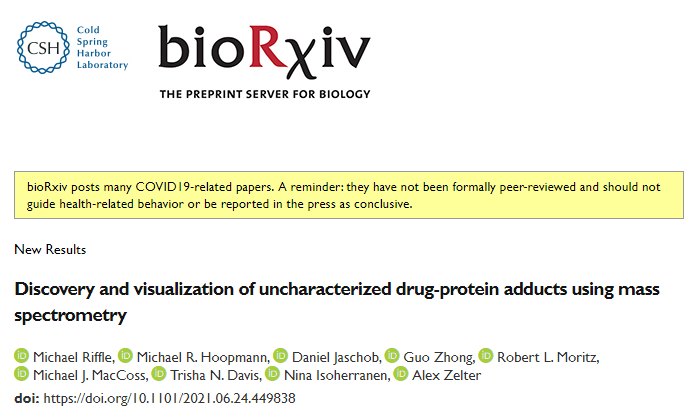 CSH
Cold
Spring
Harbor
Laboratory
bioRxiv
THE PREPRINT SERVER FOR BIOLOGY
bioRxiv posts many COVID19-related papers. A reminder: they have not been formally peer-reviewed and should not
guide health-related behavior or be reported in the press as conclusive.
New Results
Discovery and visualization of uncharacterized drug-protein adducts using mass
spectrometry
iD Michael Riffle, iD Michael R. Hoopmann, iD Daniel Jaschob, iD Guo Zhong, iD Robert L. Moritz,
iD Michael J. MacCoss, iD Trisha N. Davis, iD Nina Isoherranen, iD Alex Zelter
doi: https://doi.org/10.1101/2021.06.24.449838